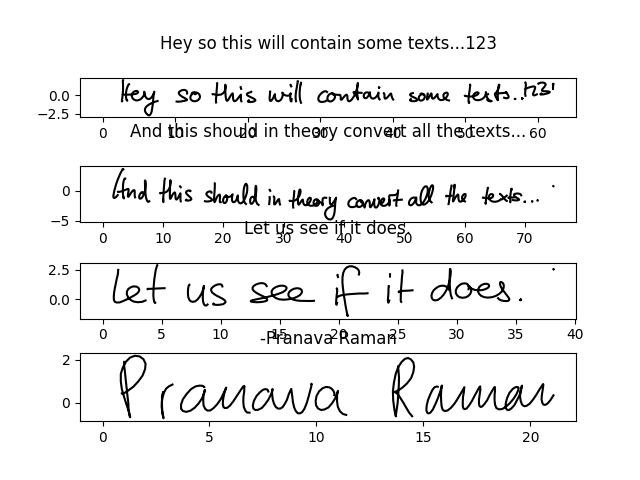 Hey so this will contain some texts...123
Hey so this will contain some texts..123'
0.0
-2.5
0 10 20 30 40 50 60
And this should in theory convert all the texts...
And this should in theory convert all the texts...
0
-5
0 10 20 30 40 50 60 70
Let us see if it does.
Let us see if it does.
2.5
0.0
0 5 10 15 20 25 30 35 40
-Pranava Raman
Pranava Raman
2
0
0 5 10 15 20